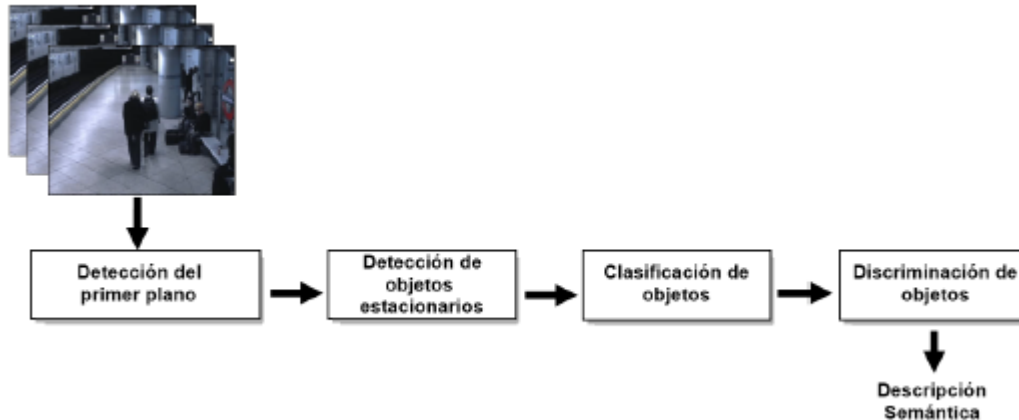 Detección del
primer plano
Detección de
objetos
estacionarios
Clasificación de
objetos
Discriminación de
objetos
Descripción
Semántica